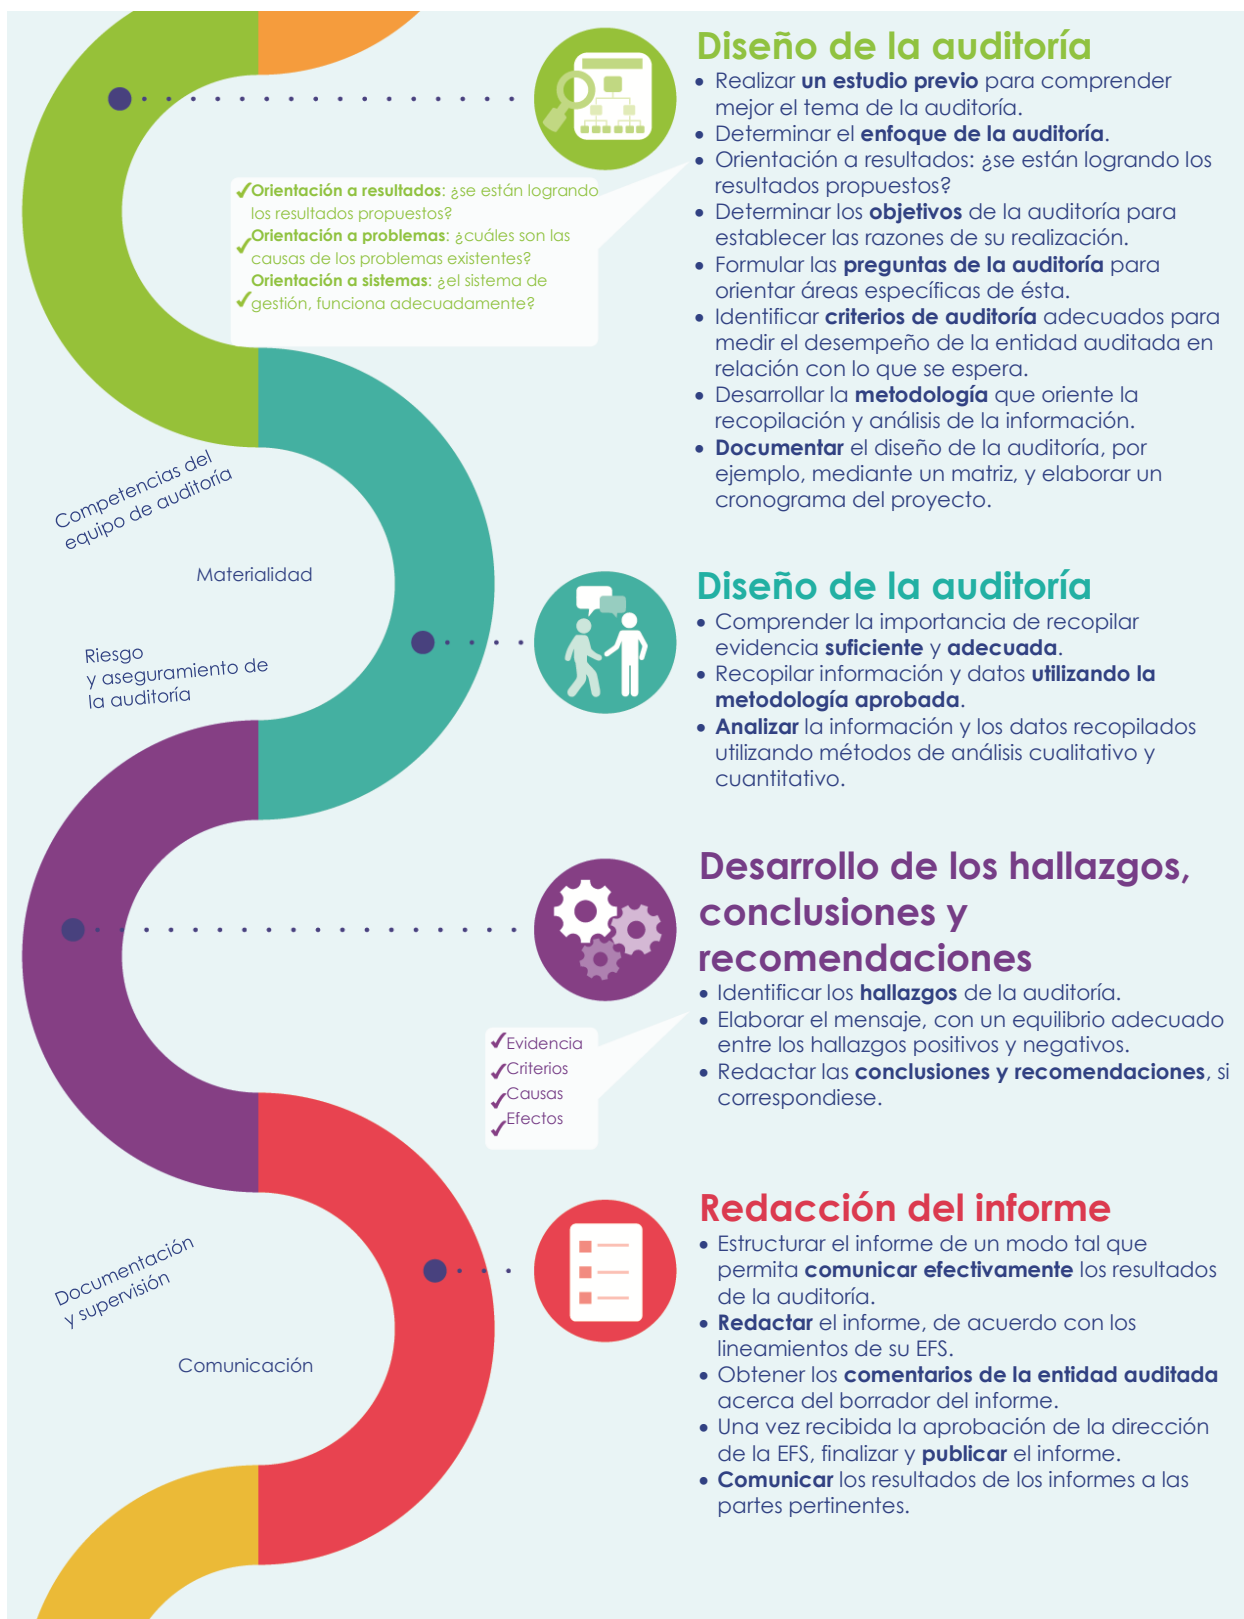 Diseño de la auditoría
• Realizar un estudio previo para comprender
mejor el tema de la auditoría.
• Determinar el enfoque de la auditoría.
• Orientación a resultados: ¿se están logrando los
resultados propuestos?
• Determinar los objetivos de la auditoría para
establecer las razones de su realización.
• Formular las preguntas de la auditoría para
orientar áreas específicas de ésta.
• Identificar criterios de auditoría adecuados para
medir el desempeño de la entidad auditada en
relación con lo que se espera.
• Desarrollar la metodología que oriente la
recopilación y análisis de la información.
• Documentar el diseño de la auditoría, por
ejemplo, mediante un matriz, y elaborar un
cronograma del proyecto.
✓Orientación a resultados: ¿se están logrando
los resultados propuestos?
Orientación a problemas: ¿cuáles son las
✓causas de los problemas existentes?
Orientación a sistemas: ¿el sistema de
✓gestión, funciona adecuadamente?
Competencias del
equipo de auditoría
Materialidad
Riesgo
y aseguramiento de
la auditoría
Diseño de la auditoría
• Comprender la importancia de recopilar
evidencia suficiente y adecuada.
• Recopilar información y datos utilizando la
metodología aprobada.
• Analizar la información y los datos recopilados
utilizando métodos de análisis cualitativo y
cuantitativo.
Desarrollo de los hallazgos,
conclusiones y
recomendaciones
• Identificar los hallazgos de la auditoría.
• Elaborar el mensaje, con un equilibrio adecuado
entre los hallazgos positivos y negativos.
• Redactar las conclusiones y recomendaciones, si
correspondiese.
✓Evidencia
✓Criterios
✓Causas
✓Efectos
Documentación
y supervisión
Comunicación
Redacción del informe
• Estructurar el informe de un modo tal que
permita comunicar efectivamente los resultados
de la auditoría.
• Redactar el informe, de acuerdo con los
lineamientos de su EFS.
• Obtener los comentarios de la entidad auditada
acerca del borrador del informe.
• Una vez recibida la aprobación de la dirección
de la EFS, finalizar y publicar el informe.
• Comunicar los resultados de los informes a las
partes pertinentes.